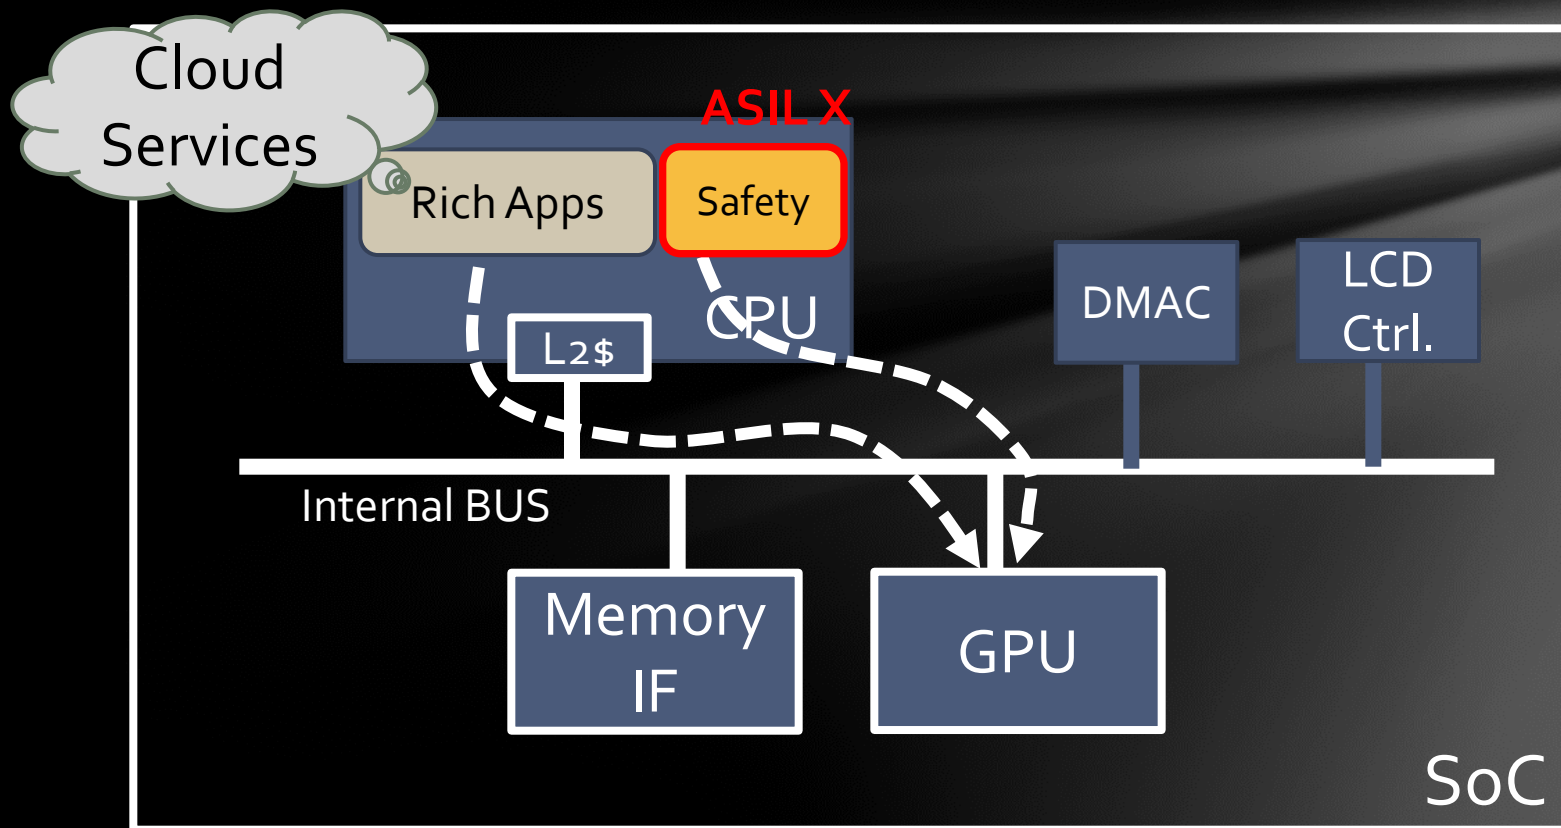 Cloud
Services
ASIL X
Rich Apps
Safety
CPU
L2$
DMAC
LCD
Ctrl.
Internal BUS
Memory
IF
GPU
SoC